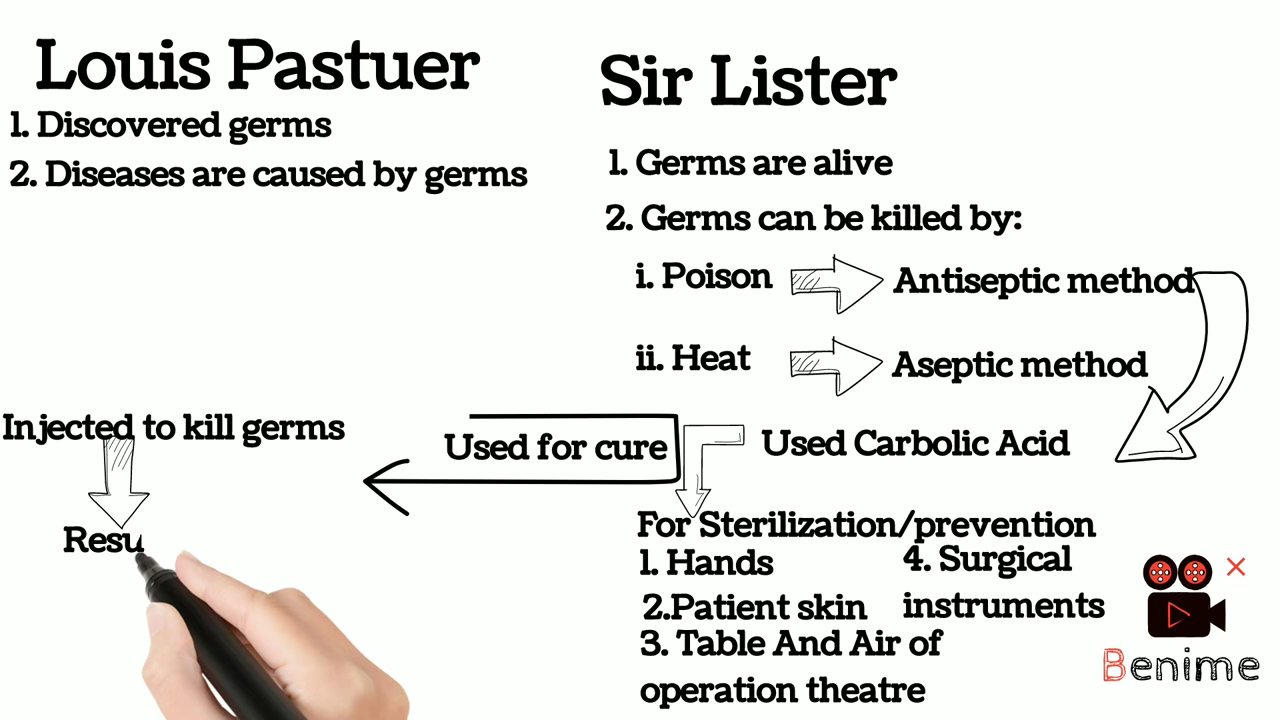 Louis Pastuer
1. Discovered germs
2. Diseases are caused by germs
Sir Lister
1. Germs are alive
2. Germs can be killed by:
i. Poison
Antiseptic method
ii. Heat
Aseptic method
Used Carbolic Acid
Used for cure
Injected to kill germs
Resu
For Sterilization/prevention
1. Hands
2.Patient skin
3. Table And Air of
operation theatre
4. Surgical
instruments
Benime